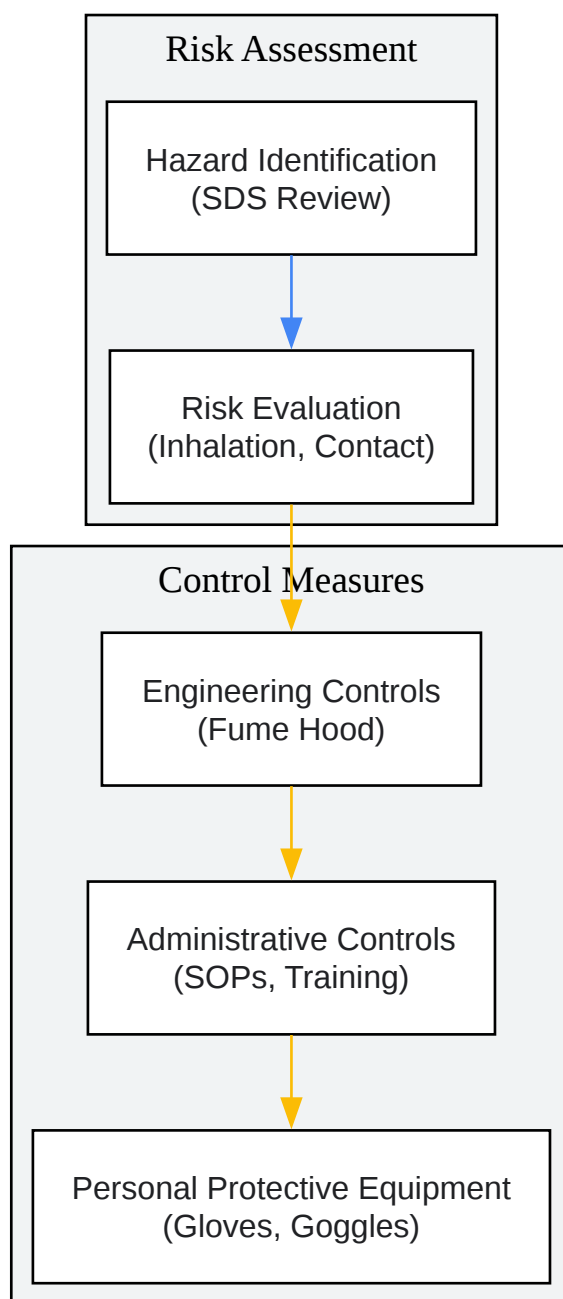 Risk Assessment
Hazard Identification
(SDS Review)
Risk Evaluation
(Inhalation, Contact)
Control Measures
Engineering Controls
(Fume Hood)
Administrative Controls
(SOPs, Training)
Personal Protective Equipment
(Gloves, Goggles)